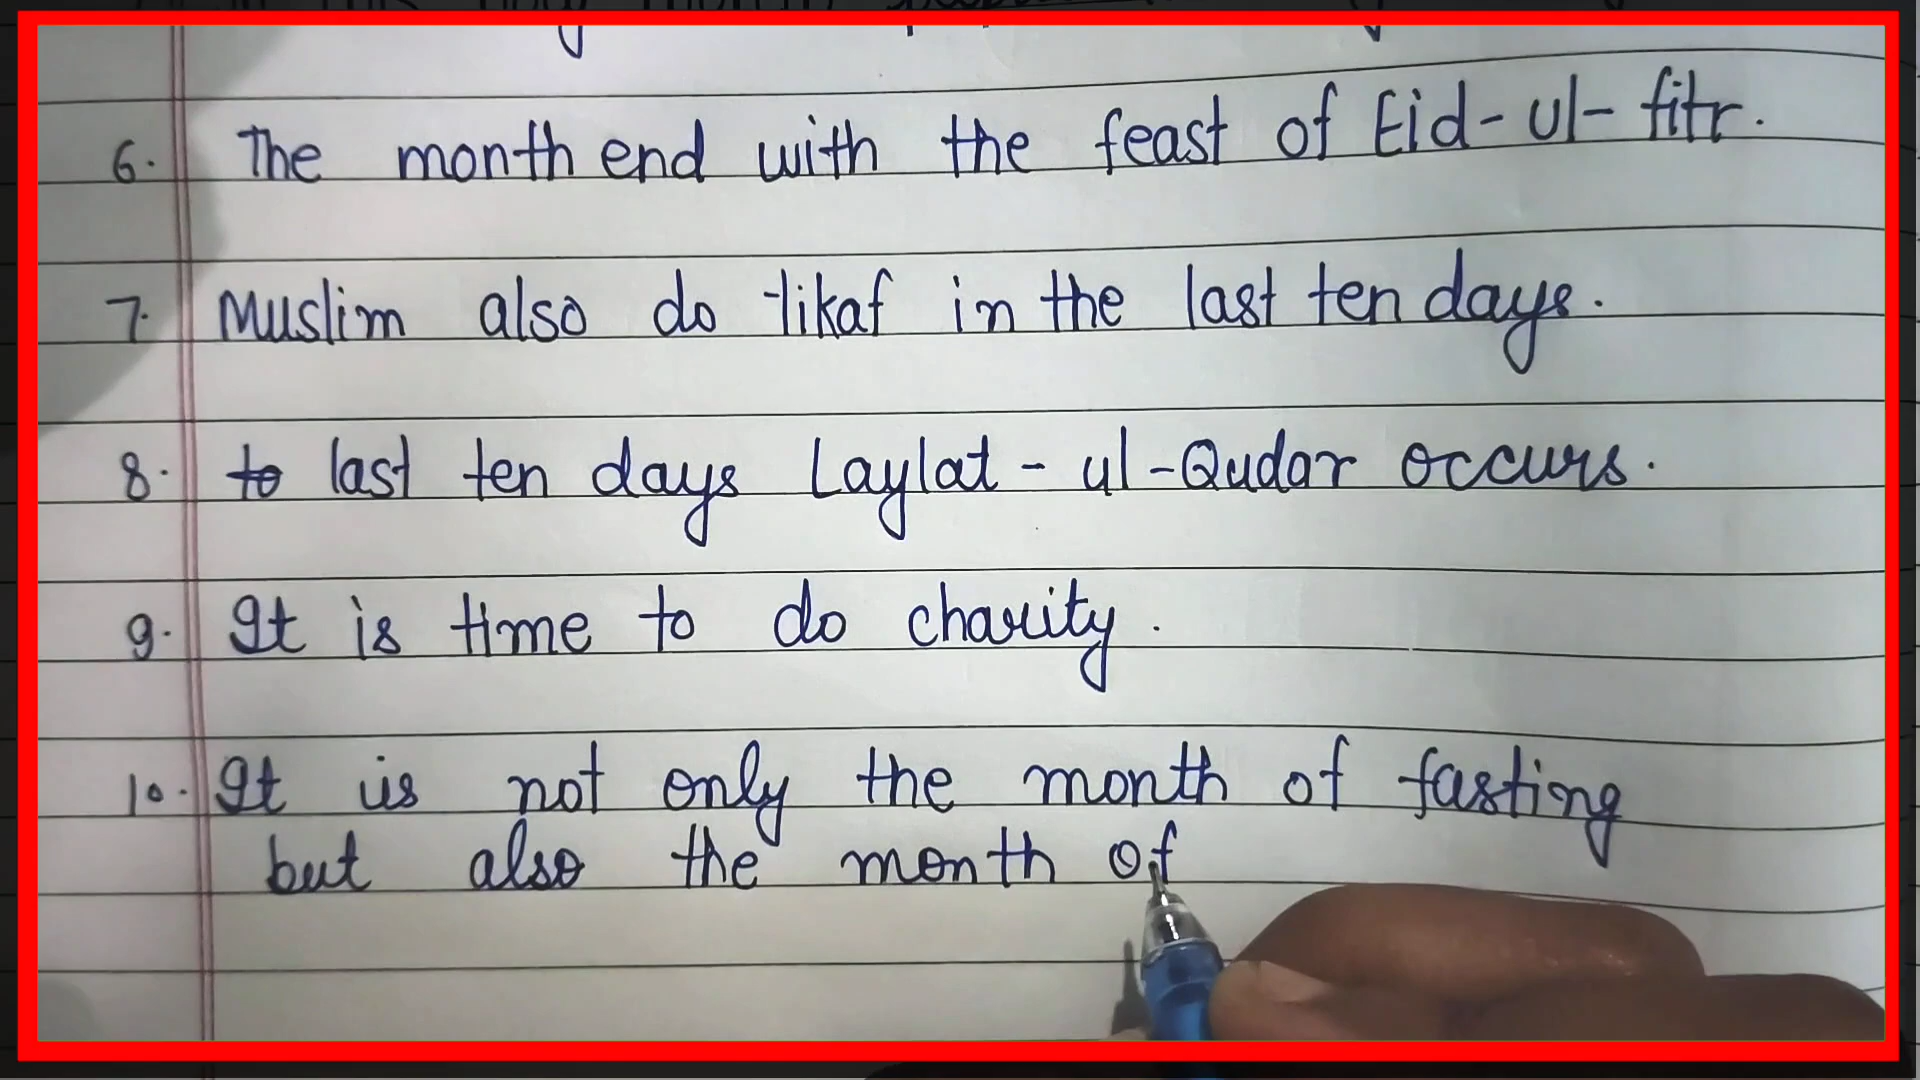 6. The month end with the feast of Eid-ul-fitr.
7. Muslim also do tikaf in the last ten days.
8. to last ten days Laylat-ul-Qudar occurs.
9. It is time to do charity.
10. It is not only the month of fasting
but also the month of